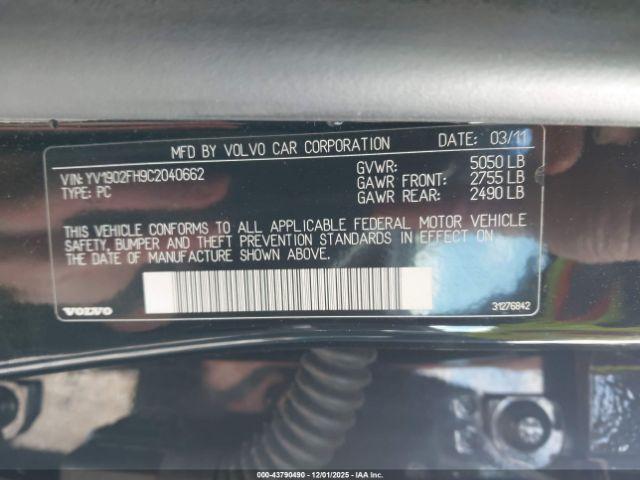 MFD BY VOLVO CAR CORPORATION DATE: 03/11
VIN: YV1902FH9C2040662 GVWR: 5050 LB
TYPE: PC GAWR FRONT: 2755 LB
GAWR REAR: 2490 LB
THIS VEHICLE CONFORMS TO ALL APPLICABLE FEDERAL MOTOR VEHICLE
SAFETY, BUMPER AND THEFT PREVENTION STANDARDS IN EFFECT ON
THE DATE OF MANUFACTURE SHOWN ABOVE.
VOLVO 31276842
000-43790490 - 12/01/2025 - IAAI, Inc.